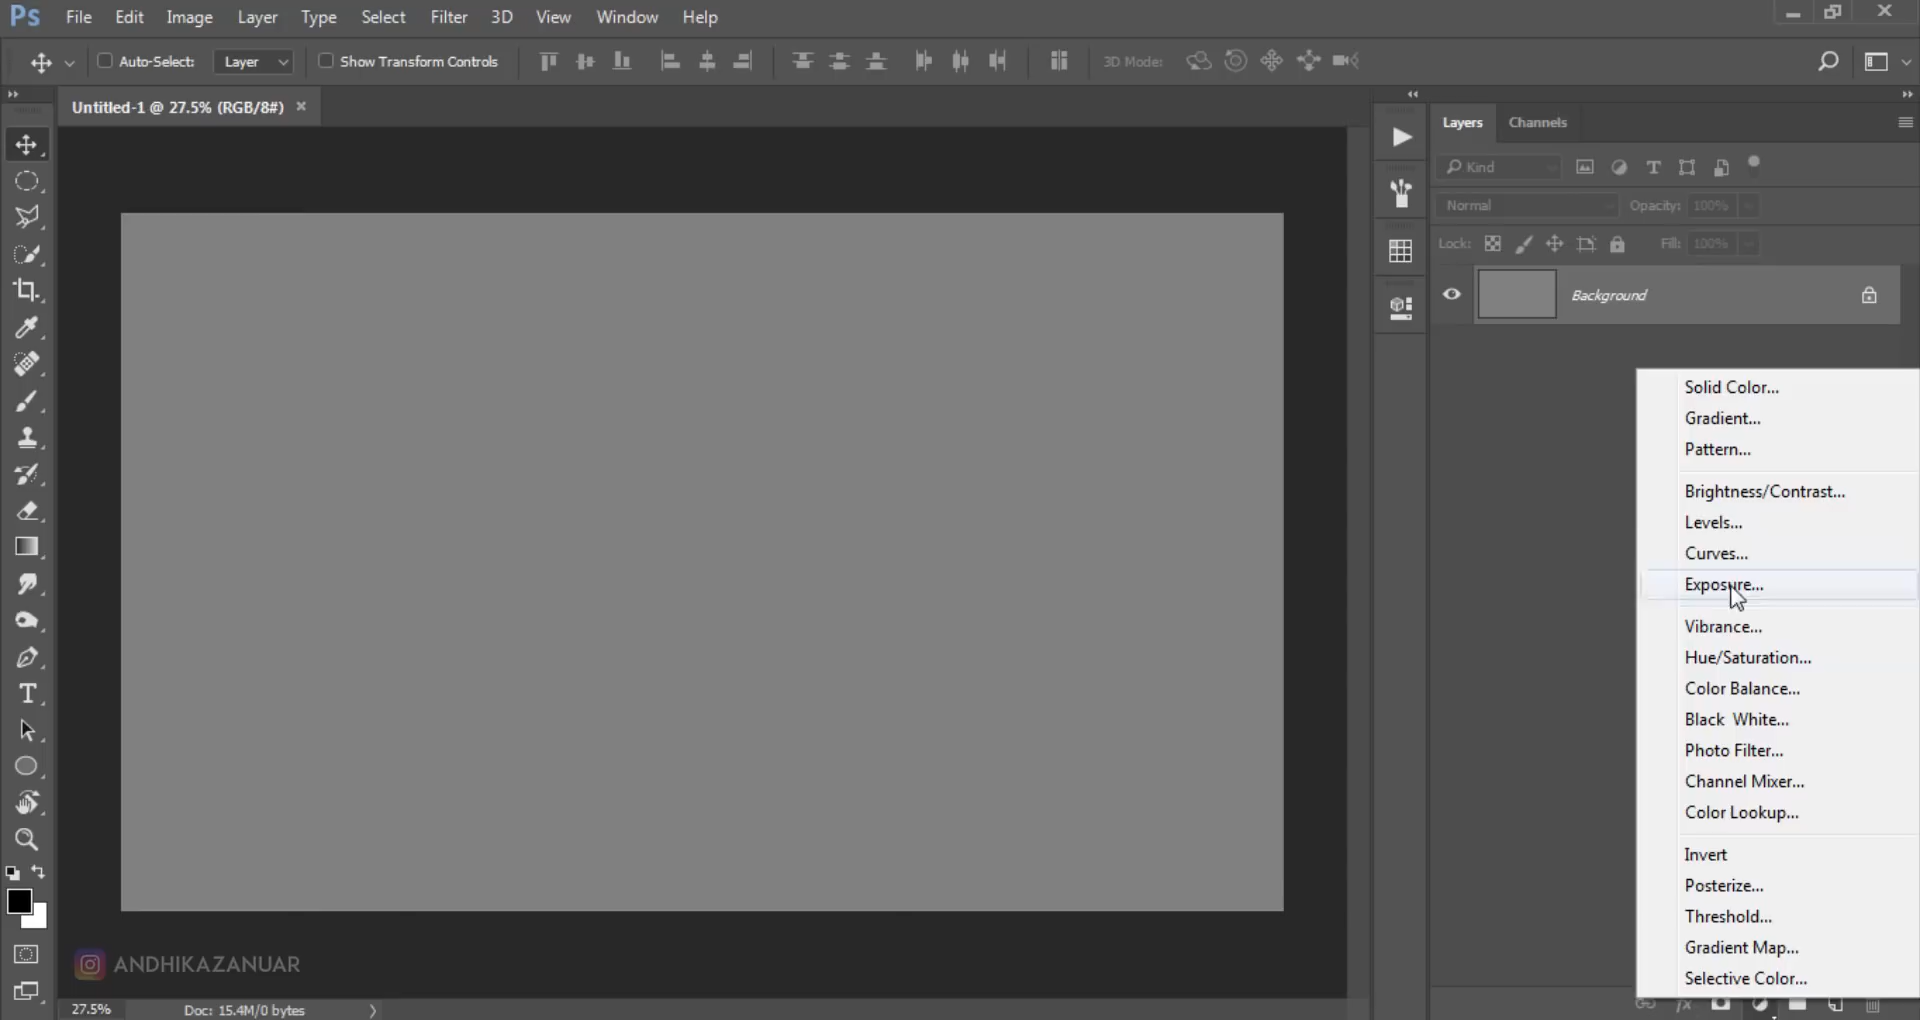 Ps File Edit Image Layer Type Select Filter 3D View Window Help
Auto-Select: Layer Show Transform Controls 3D Mode:
Untitled-1 @ 27.5% (RGB/8#) ×
Layers Channels
Kind
Normal Opacity: 100%
Lock: Fill: 100%
Background
Solid Color...
Gradient...
Pattern...
Brightness/Contrast...
Levels...
Curves...
Exposure...
Vibrance...
Hue/Saturation...
Color Balance...
Black White...
Photo Filter...
Channel Mixer...
Color Lookup...
Invert
Posterize...
Threshold...
Gradient Map...
Selective Color...
ANDHIKAZANUAR
27.5% Doc: 15.4M/0 bytes
fx